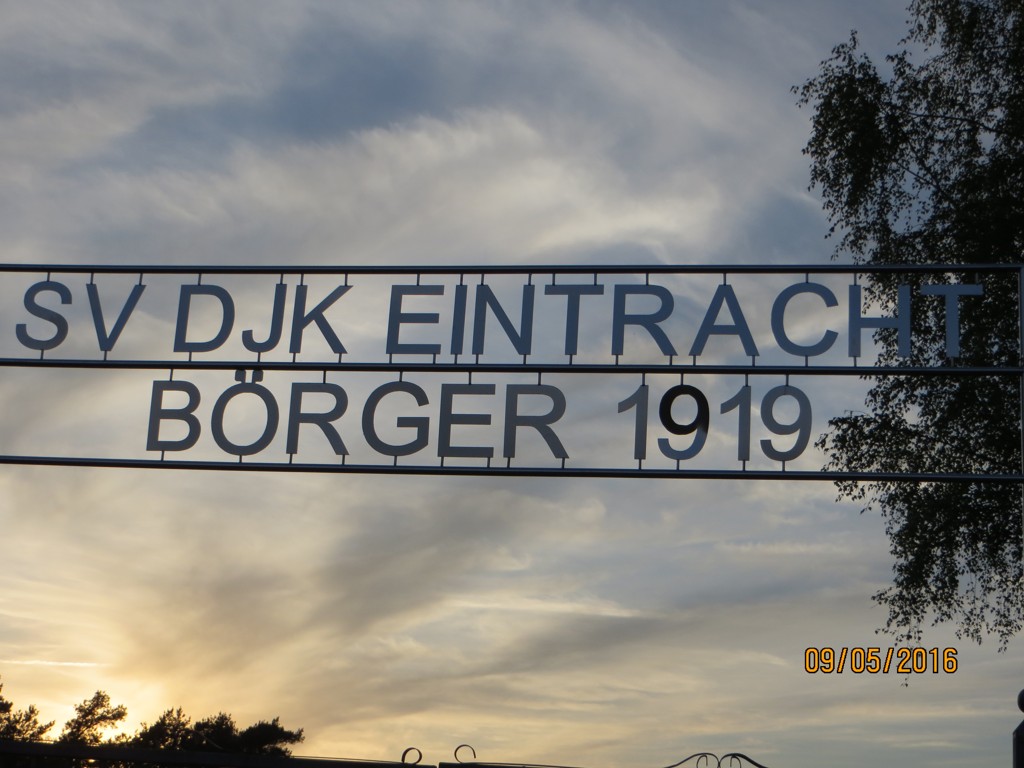 SV DJK EINTRACHT
BÖRGER 1919
09/05/2016